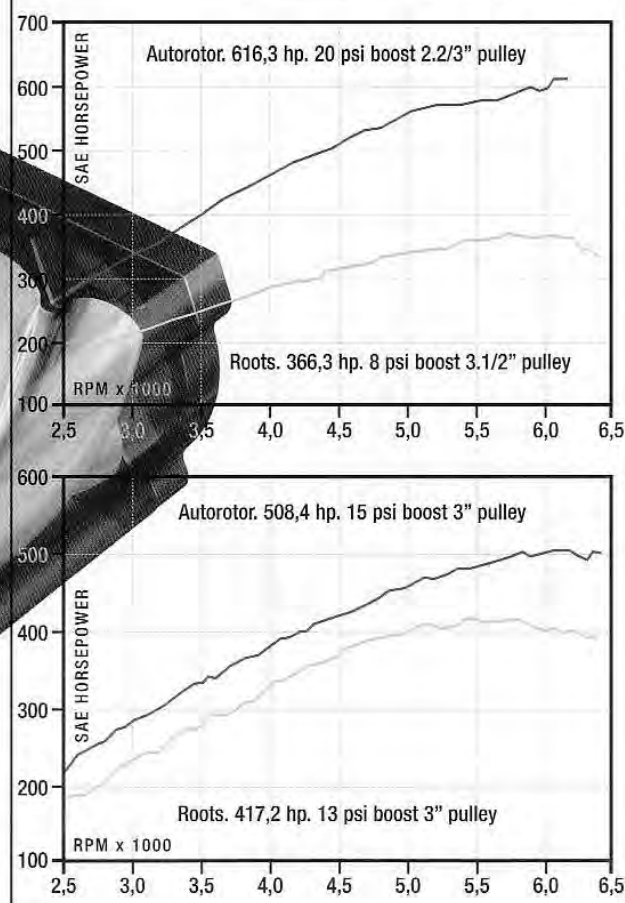 700
600
500
400
300
200
100
SAE HORSEPOWER
Autorotor. 616,3 hp. 20 psi boost 2.2/3” pulley
Roots. 366,3 hp. 8 psi boost 3.1/2” pulley
RPM x 1000
2,5 3,0 3,5 4,0 4,5 5,0 5,5 6,0 6,5
600
500
400
300
200
100
SAE HORSEPOWER
Autorotor. 508,4 hp. 15 psi boost 3” pulley
Roots. 417,2 hp. 13 psi boost 3” pulley
RPM x 1000
2,5 3,0 3,5 4,0 4,5 5,0 5,5 6,0 6,5